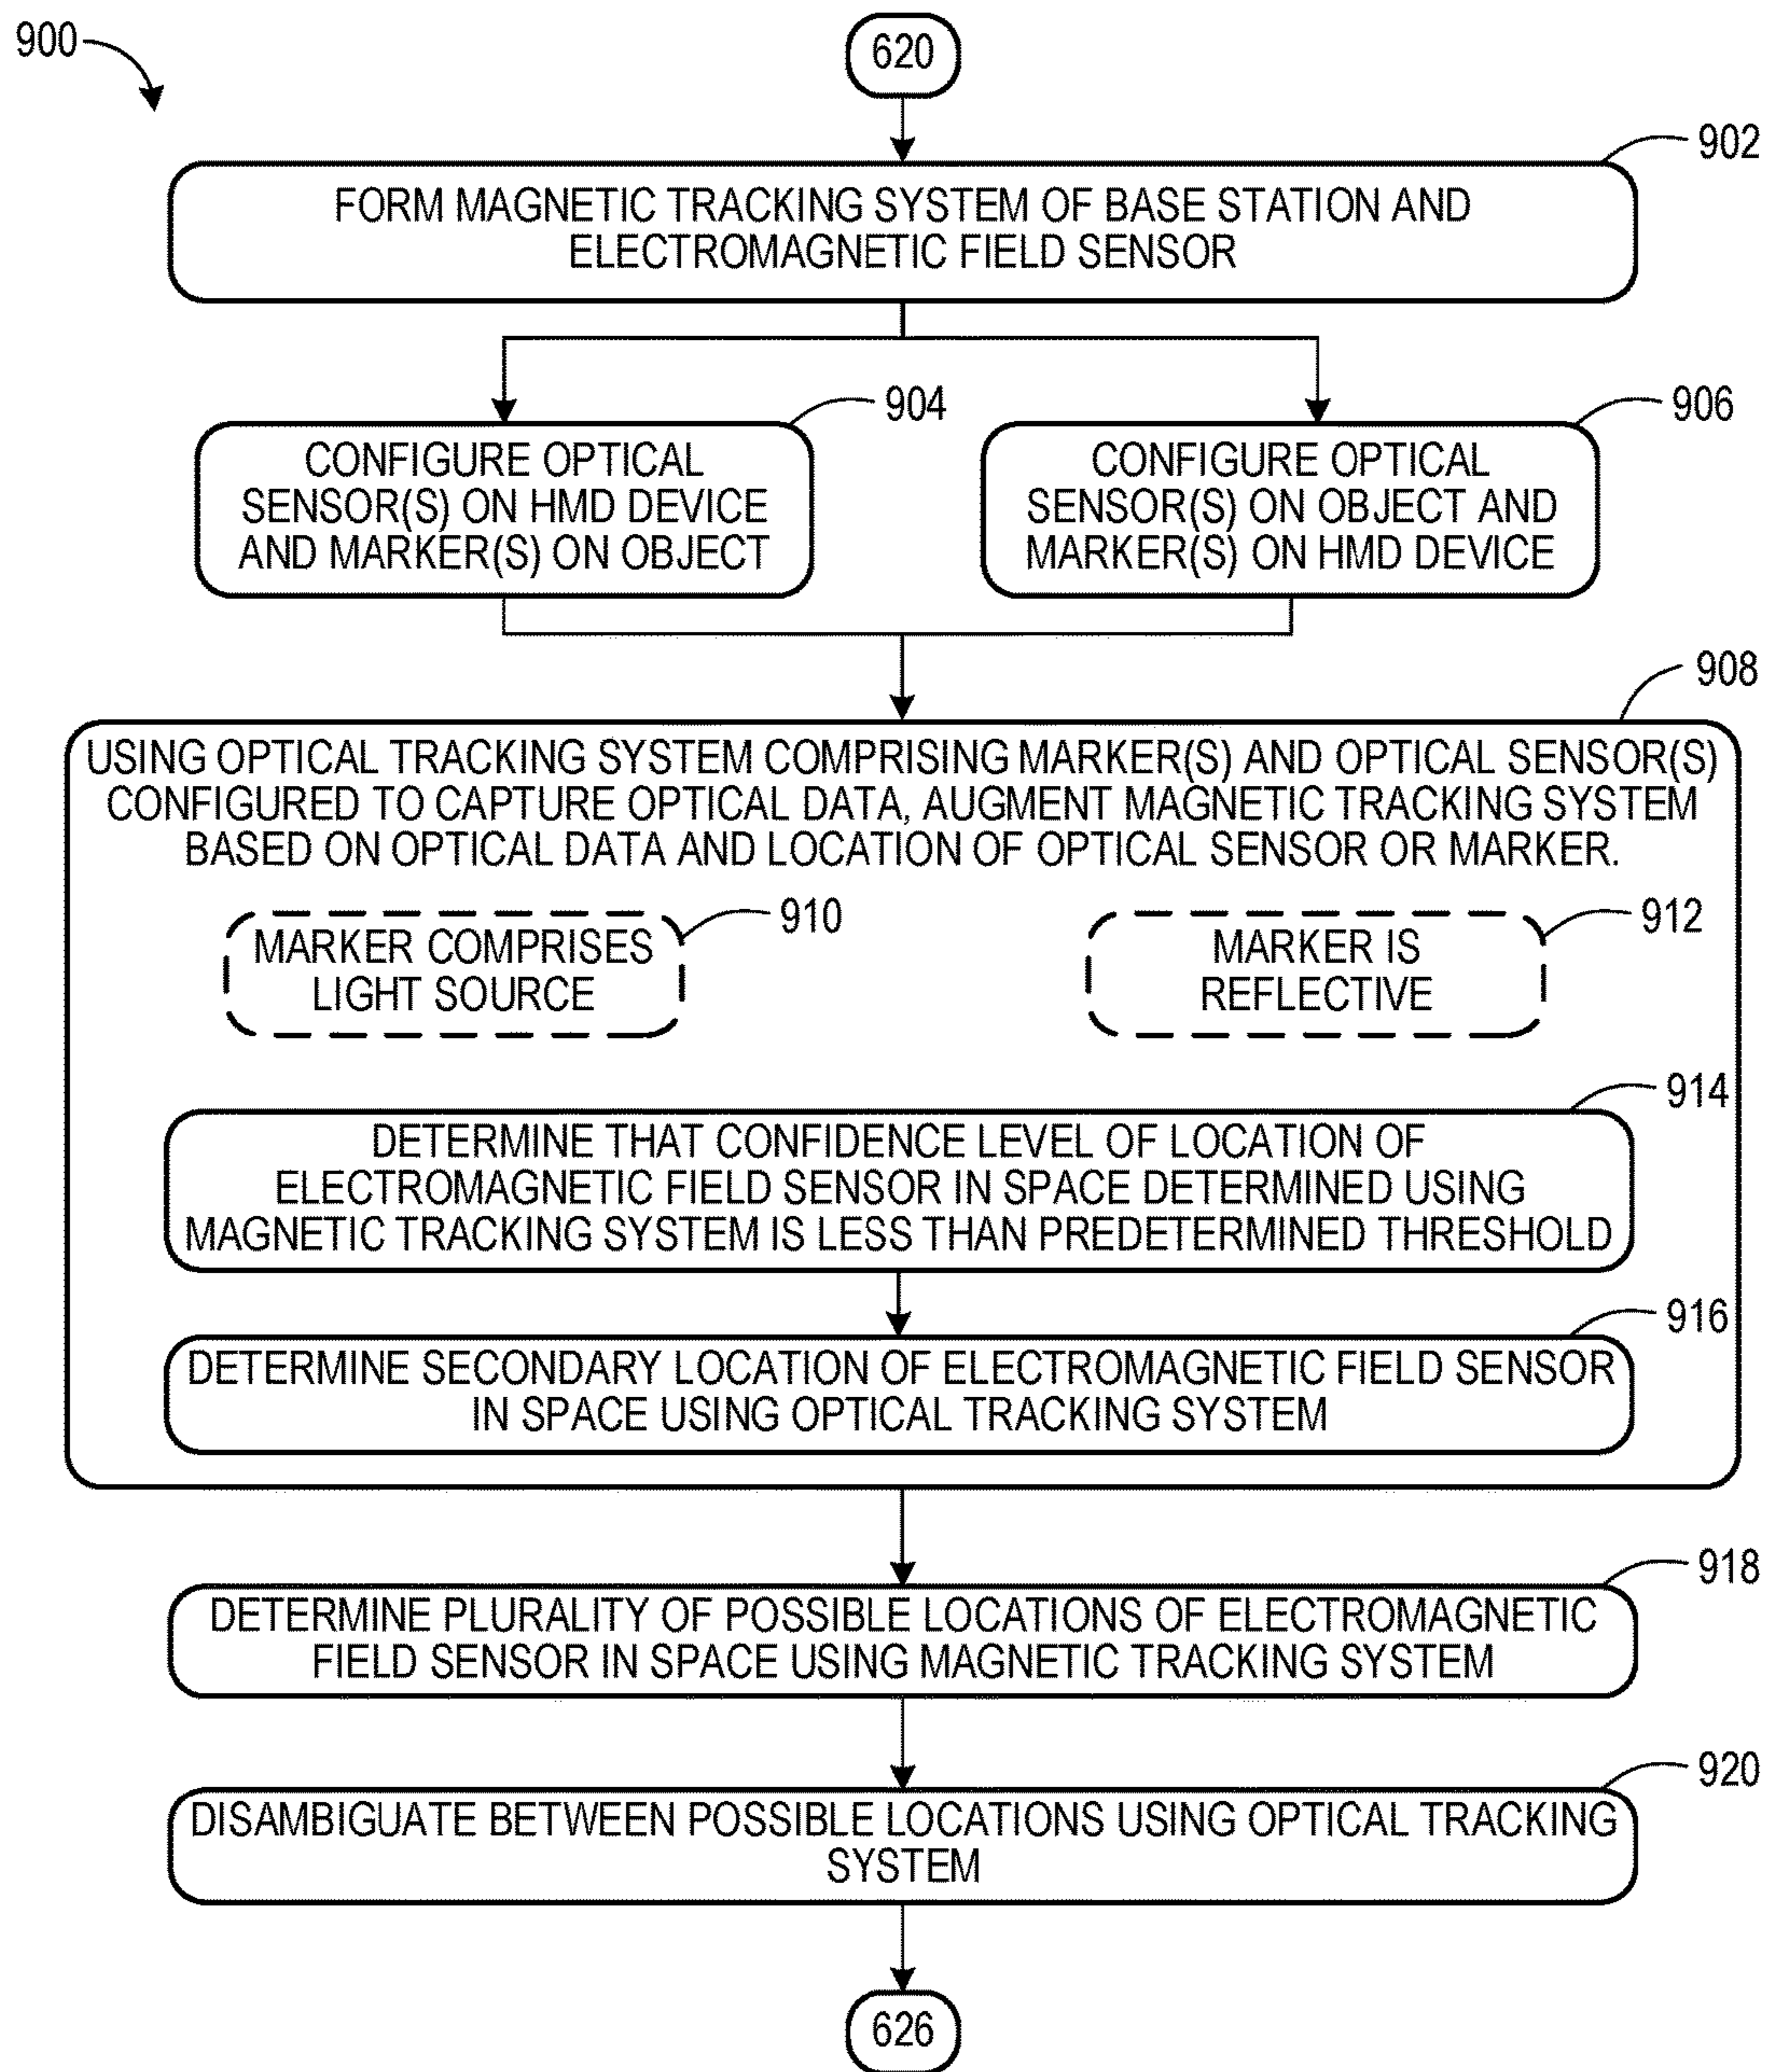 900
620
902
FORM MAGNETIC TRACKING SYSTEM OF BASE STATION AND
ELECTROMAGNETIC FIELD SENSOR
904
CONFIGURE OPTICAL
SENSOR(S) ON HMD DEVICE
AND MARKER(S) ON OBJECT
906
CONFIGURE OPTICAL
SENSOR(S) ON OBJECT AND
MARKER(S) ON HMD DEVICE
908
USING OPTICAL TRACKING SYSTEM COMPRISING MARKER(S) AND OPTICAL SENSOR(S)
CONFIGURED TO CAPTURE OPTICAL DATA, AUGMENT MAGNETIC TRACKING SYSTEM
BASED ON OPTICAL DATA AND LOCATION OF OPTICAL SENSOR OR MARKER.
910
MARKER COMPRISES
LIGHT SOURCE
912
MARKER IS
REFLECTIVE
914
DETERMINE THAT CONFIDENCE LEVEL OF LOCATION OF
ELECTROMAGNETIC FIELD SENSOR IN SPACE DETERMINED USING
MAGNETIC TRACKING SYSTEM IS LESS THAN PREDETERMINED THRESHOLD
916
DETERMINE SECONDARY LOCATION OF ELECTROMAGNETIC FIELD SENSOR
IN SPACE USING OPTICAL TRACKING SYSTEM
918
DETERMINE PLURALITY OF POSSIBLE LOCATIONS OF ELECTROMAGNETIC
FIELD SENSOR IN SPACE USING MAGNETIC TRACKING SYSTEM
920
DISAMBIGUATE BETWEEN POSSIBLE LOCATIONS USING OPTICAL TRACKING
SYSTEM
626